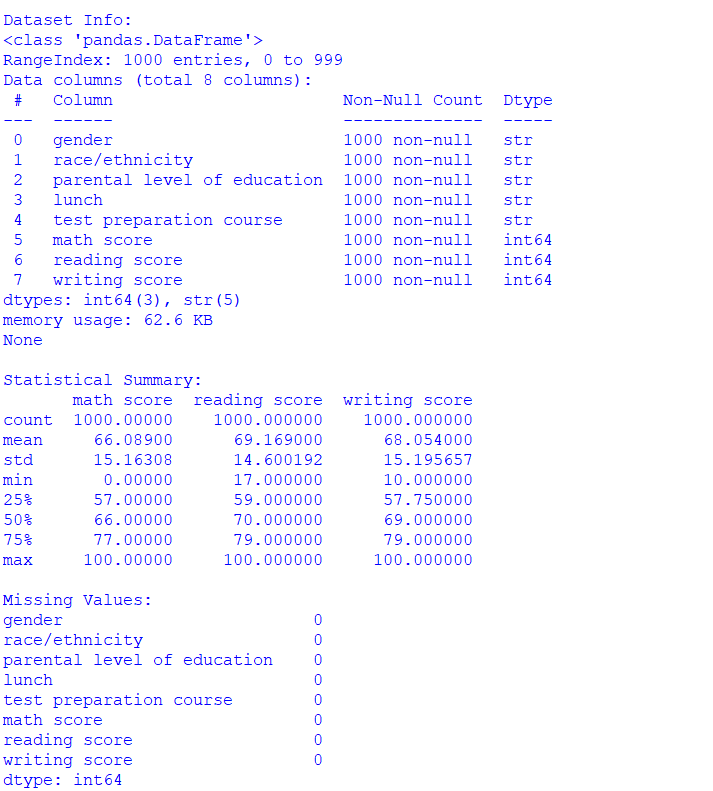 Dataset Info:
<class 'pandas.DataFrame'>
RangeIndex: 1000 entries, 0 to 999
Data columns (total 8 columns):
 #   Column                       Non-Null Count  Dtype
---  ------                       --------------  -----
 0   gender                       1000 non-null   str
 1   race/ethnicity               1000 non-null   str
 2   parental level of education  1000 non-null   str
 3   lunch                        1000 non-null   str
 4   test preparation course      1000 non-null   str
 5   math score                   1000 non-null   int64
 6   reading score                1000 non-null   int64
 7   writing score                1000 non-null   int64
dtypes: int64(3), str(5)
memory usage: 62.6 KB
None

Statistical Summary:
       math score  reading score  writing score
count  1000.00000    1000.000000    1000.000000
mean     66.08900      69.169000      68.054000
std      15.16308      14.600192      15.195657
min       0.00000      17.000000      10.000000
25%      57.00000      59.000000      57.750000
50%      66.00000      70.000000      69.000000
75%      77.00000      79.000000      79.000000
max     100.00000     100.000000     100.000000

Missing Values:
gender                         0
race/ethnicity                 0
parental level of education    0
lunch                          0
test preparation course        0
math score                     0
reading score                  0
writing score                  0
dtype: int64